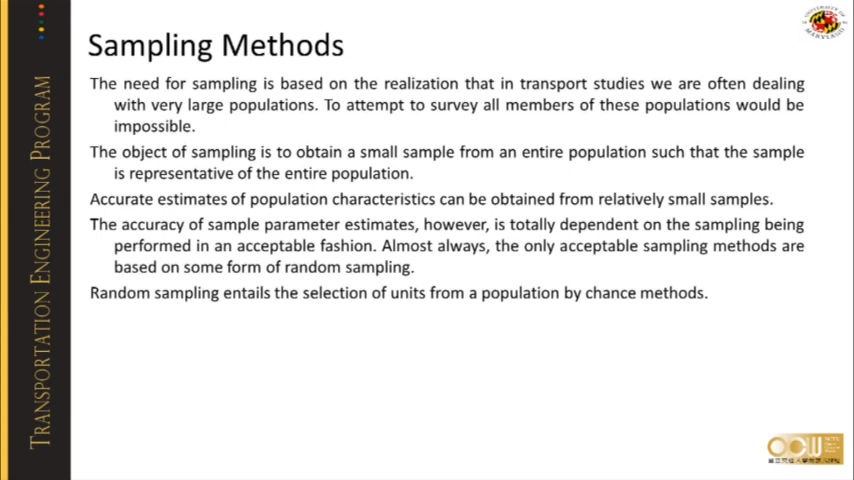 Sampling Methods
The need for sampling is based on the realization that in transport studies we are often dealing
with very large populations. To attempt to survey all members of these populations would be
impossible.
The object of sampling is to obtain a small sample from an entire population such that the sample
is representative of the entire population.
Accurate estimates of population characteristics can be obtained from relatively small samples.
The accuracy of sample parameter estimates, however, is totally dependent on the sampling being
performed in an acceptable fashion. Almost always, the only acceptable sampling methods are
based on some form of random sampling.
Random sampling entails the selection of units from a population by chance methods.
TRANSPORTATION ENGINEERING PROGRAM
UNIVERSITY OF
MARYLAND
OCW
NCTU